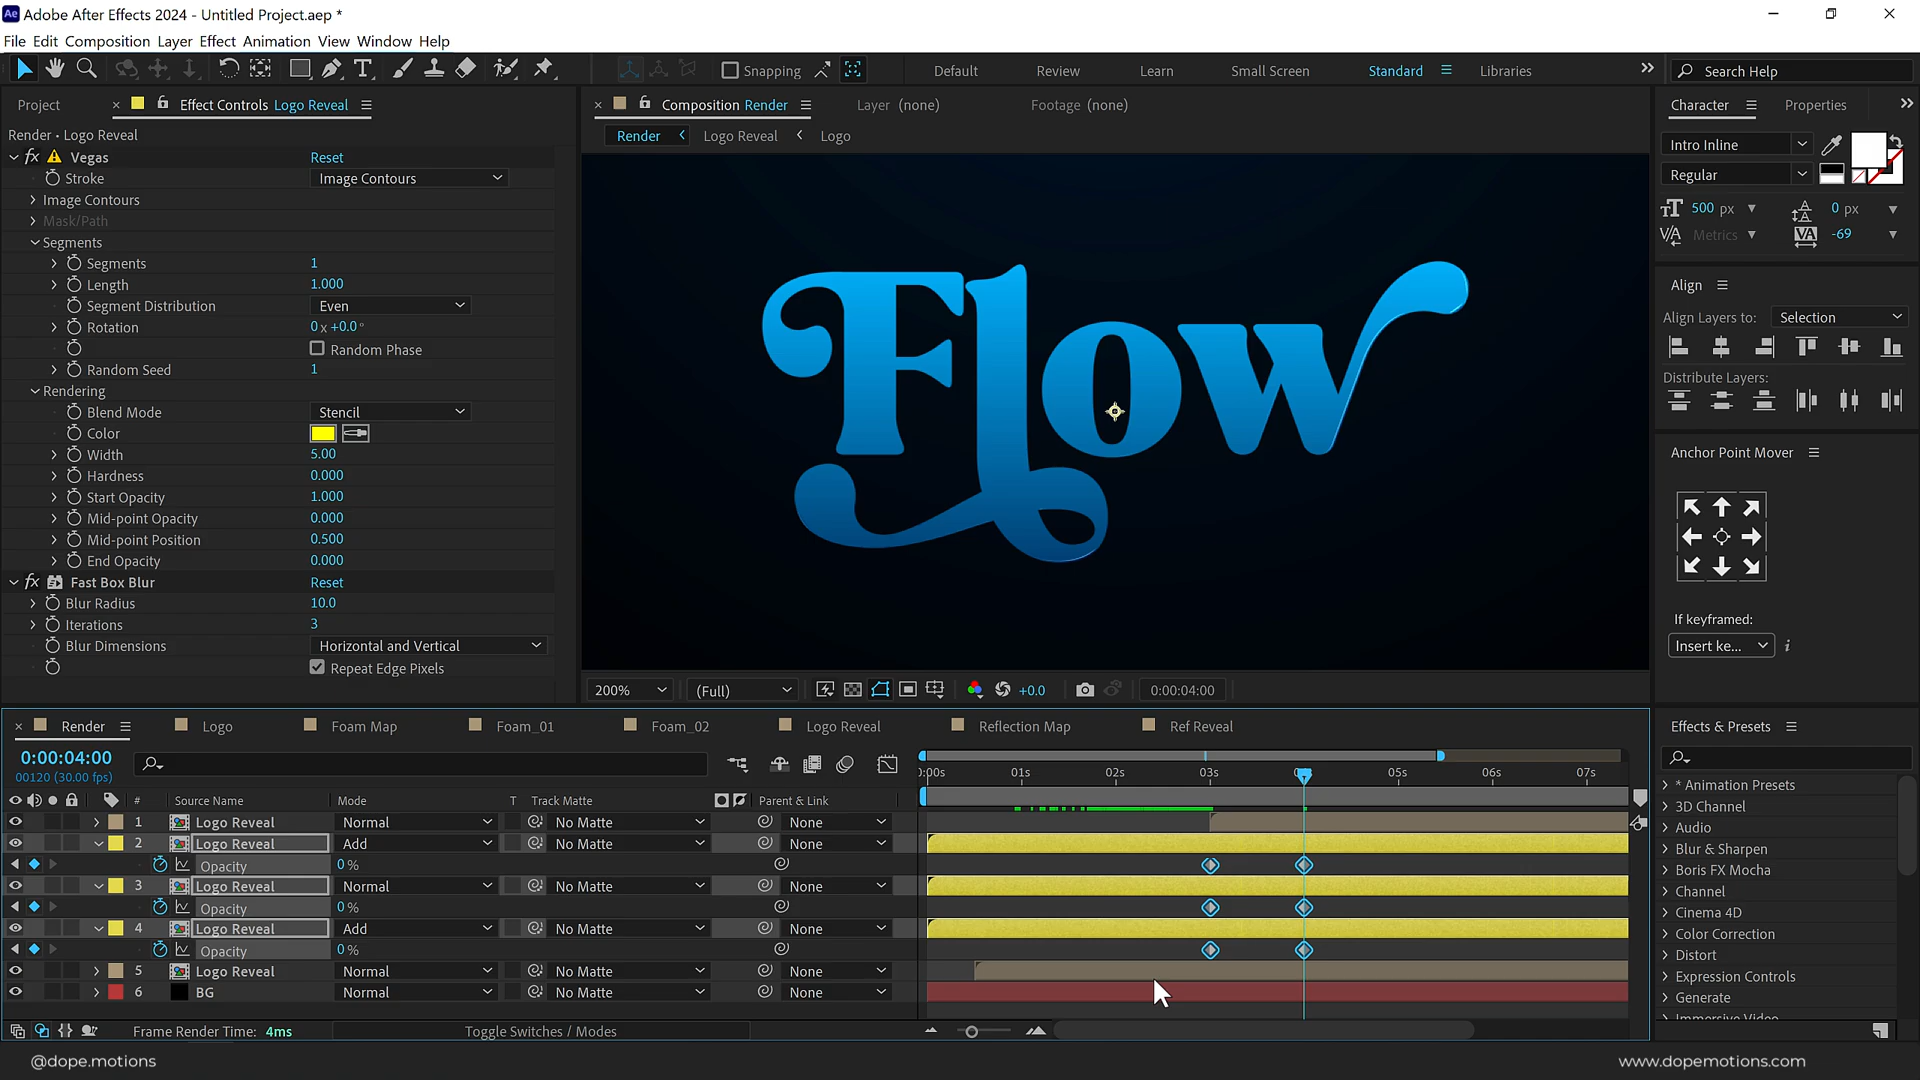 Adobe After Effects 2024 - Untitled Project.aep *
File Edit Composition Layer Effect Animation View Window Help
Snapping
Default
Review
Learn
Small Screen
Standard
Libraries
Search Help
Project
Effect Controls Logo Reveal
Render • Logo Reveal
fx Vegas Reset
Stroke Image Contours
Image Contours
Mask/Path
Segments
Segments 1
Length 1.000
Segment Distribution Even
Rotation 0x+0.0°
Random Phase
Random Seed 1
Rendering
Blend Mode Stencil
Color
Width 5.00
Hardness 0.000
Start Opacity 1.000
Mid-point Opacity 0.000
Mid-point Position 0.500
End Opacity 0.000
fx Fast Box Blur Reset
Blur Radius 10.0
Iterations 3
Blur Dimensions Horizontal and Vertical
Repeat Edge Pixels
Composition Render
Layer (none)
Footage (none)
Render Logo Reveal Logo
Flow
200% (Full) +0.0 0:00:04:00
Character
Properties
Intro Inline
Regular
500 px 0 px
Metrics -69
Align
Align Layers to: Selection
Distribute Layers:
Anchor Point Mover
If keyframed:
Insert ke...
Render
Logo
Foam Map
Foam_01
Foam_02
Logo Reveal
Reflection Map
Ref Reveal
0:00:04:00
00120 (30.00 fps)
0:00s 01s 02s 03s 05s 06s 07s
# Source Name Mode T Track Matte Parent & Link
1 Logo Reveal Normal No Matte None
2 Logo Reveal Add No Matte None
Opacity 0 %
3 Logo Reveal Normal No Matte None
Opacity 0 %
4 Logo Reveal Add No Matte None
Opacity 0 %
5 Logo Reveal Normal No Matte None
6 BG Normal No Matte None
Frame Render Time: 4ms
Toggle Switches / Modes
Effects & Presets
* Animation Presets
3D Channel
Audio
Blur & Sharpen
Boris FX Mocha
Channel
Cinema 4D
Color Correction
Distort
Expression Controls
Generate
Immersive Video
@dope.motions
www.dopemotions.com